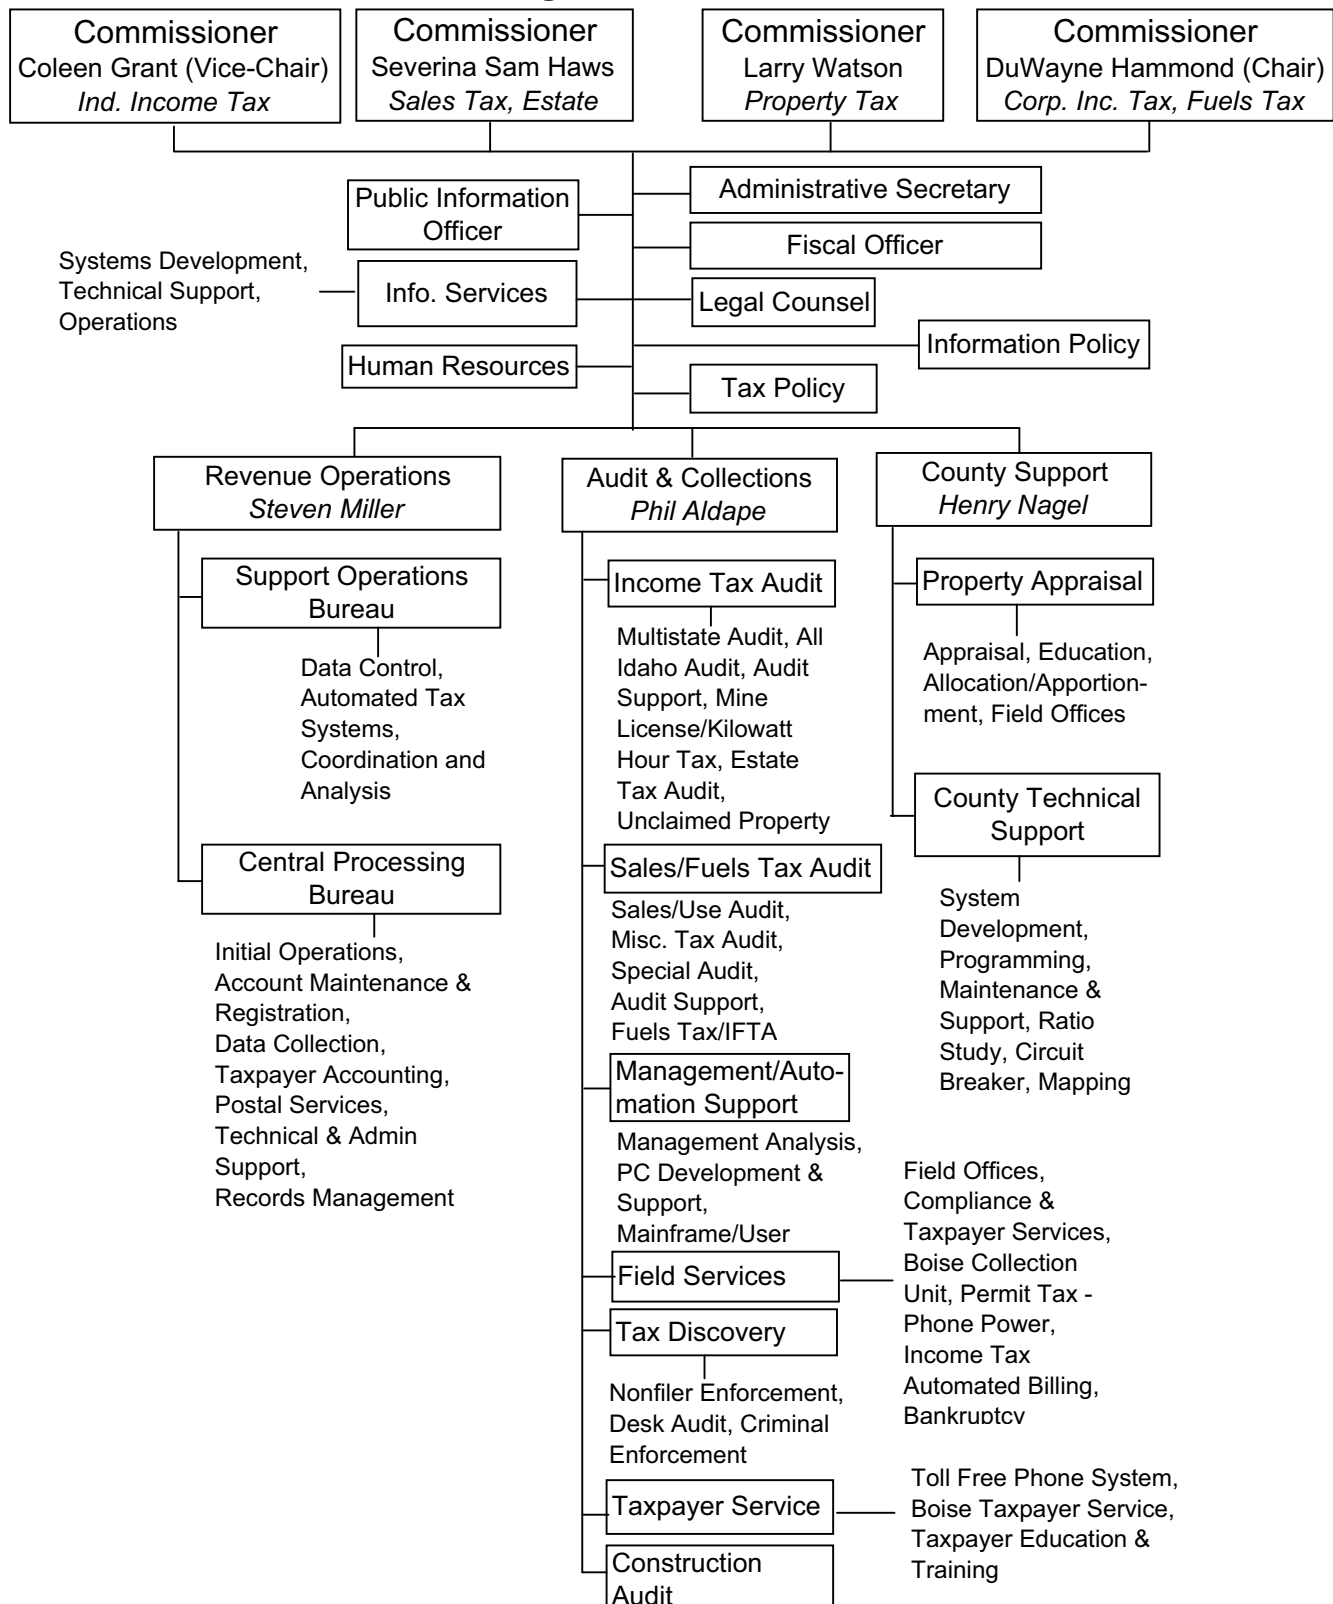 Commissioner
Coleen Grant (Vice-Chair)
Ind. Income Tax
Commissioner
Severina Sam Haws
Sales Tax, Estate
Commissioner
Larry Watson
Property Tax
Commissioner
DuWayne Hammond (Chair)
Corp. Inc. Tax, Fuels Tax
Public Information
Officer
Administrative Secretary
Fiscal Officer
Systems Development,
Technical Support,
Operations
Info. Services
Legal Counsel
Information Policy
Human Resources
Tax Policy
Revenue Operations
Steven Miller
Support Operations
Bureau
Data Control,
Automated Tax
Systems,
Coordination and
Analysis
Central Processing
Bureau
Initial Operations,
Account Maintenance &
Registration,
Data Collection,
Taxpayer Accounting,
Postal Services,
Technical & Admin
Support,
Records Management
Audit & Collections
Phil Aldape
Income Tax Audit
Multistate Audit, All
Idaho Audit, Audit
Support, Mine
License/Kilowatt
Hour Tax, Estate
Tax Audit,
Unclaimed Property
Sales/Fuels Tax Audit
Sales/Use Audit,
Misc. Tax Audit,
Special Audit,
Audit Support,
Fuels Tax/IFTA
Management/Auto-
mation Support
Management Analysis,
PC Development &
Support,
Mainframe/User
Field Services
Field Offices,
Compliance &
Taxpayer Services,
Boise Collection
Unit, Permit Tax -
Phone Power,
Income Tax
Automated Billing,
Bankruptcy
Tax Discovery
Nonfiler Enforcement,
Desk Audit, Criminal
Enforcement
Taxpayer Service
Toll Free Phone System,
Boise Taxpayer Service,
Taxpayer Education &
Training
Construction
Audit
County Support
Henry Nagel
Property Appraisal
Appraisal, Education,
Allocation/Apportion-
ment, Field Offices
County Technical
Support
System
Development,
Programming,
Maintenance &
Support, Ratio
Study, Circuit
Breaker, Mapping